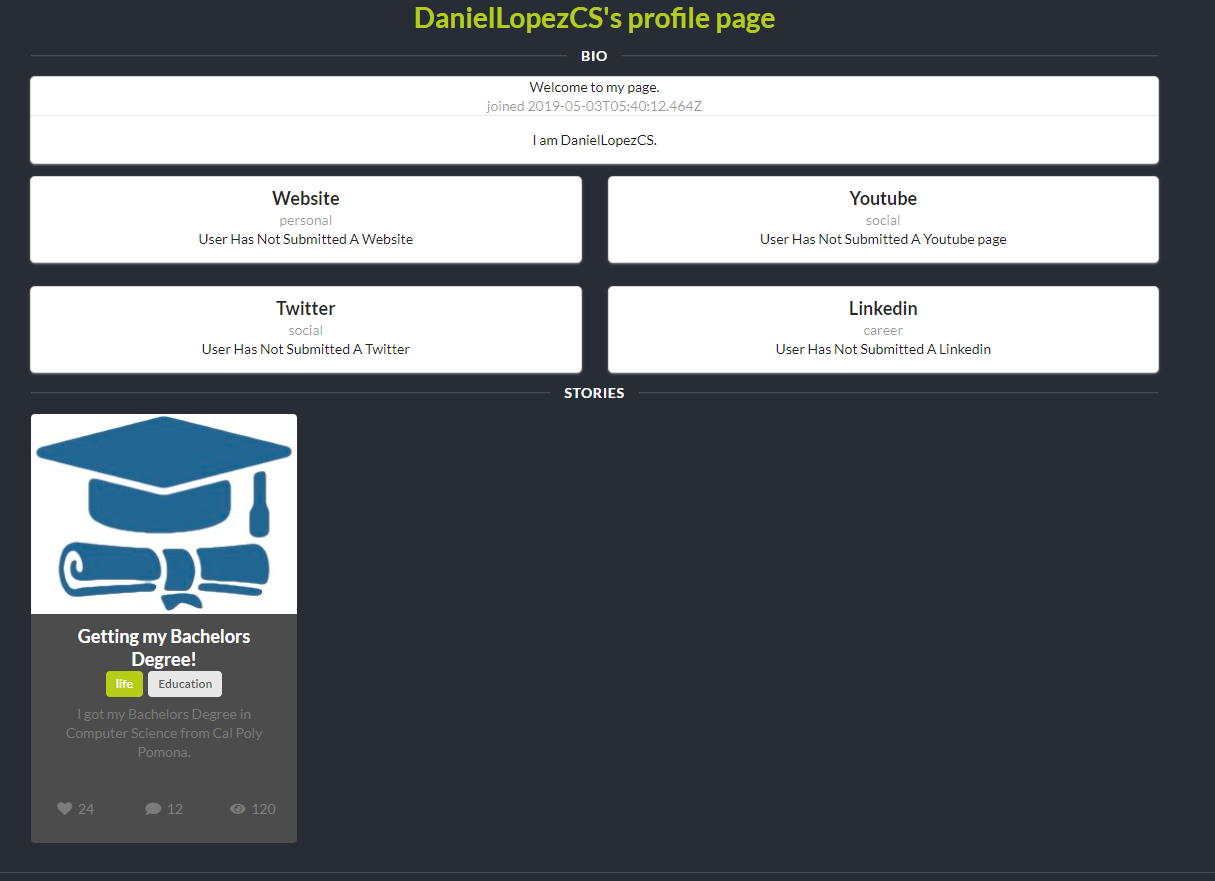 DanielLopezCS's profile page
BIO
Welcome to my page.
joined 2019-05-03T05:40:12.464Z
I am DanielLopezCS.
Website
personal
User Has Not Submitted A Website
Youtube
social
User Has Not Submitted A Youtube page
Twitter
social
User Has Not Submitted A Twitter
Linkedin
career
User Has Not Submitted A Linkedin
STORIES
Getting my Bachelors
Degree!
life Education
I got my Bachelors Degree in
Computer Science from Cal Poly
Pomona.
24 12 120